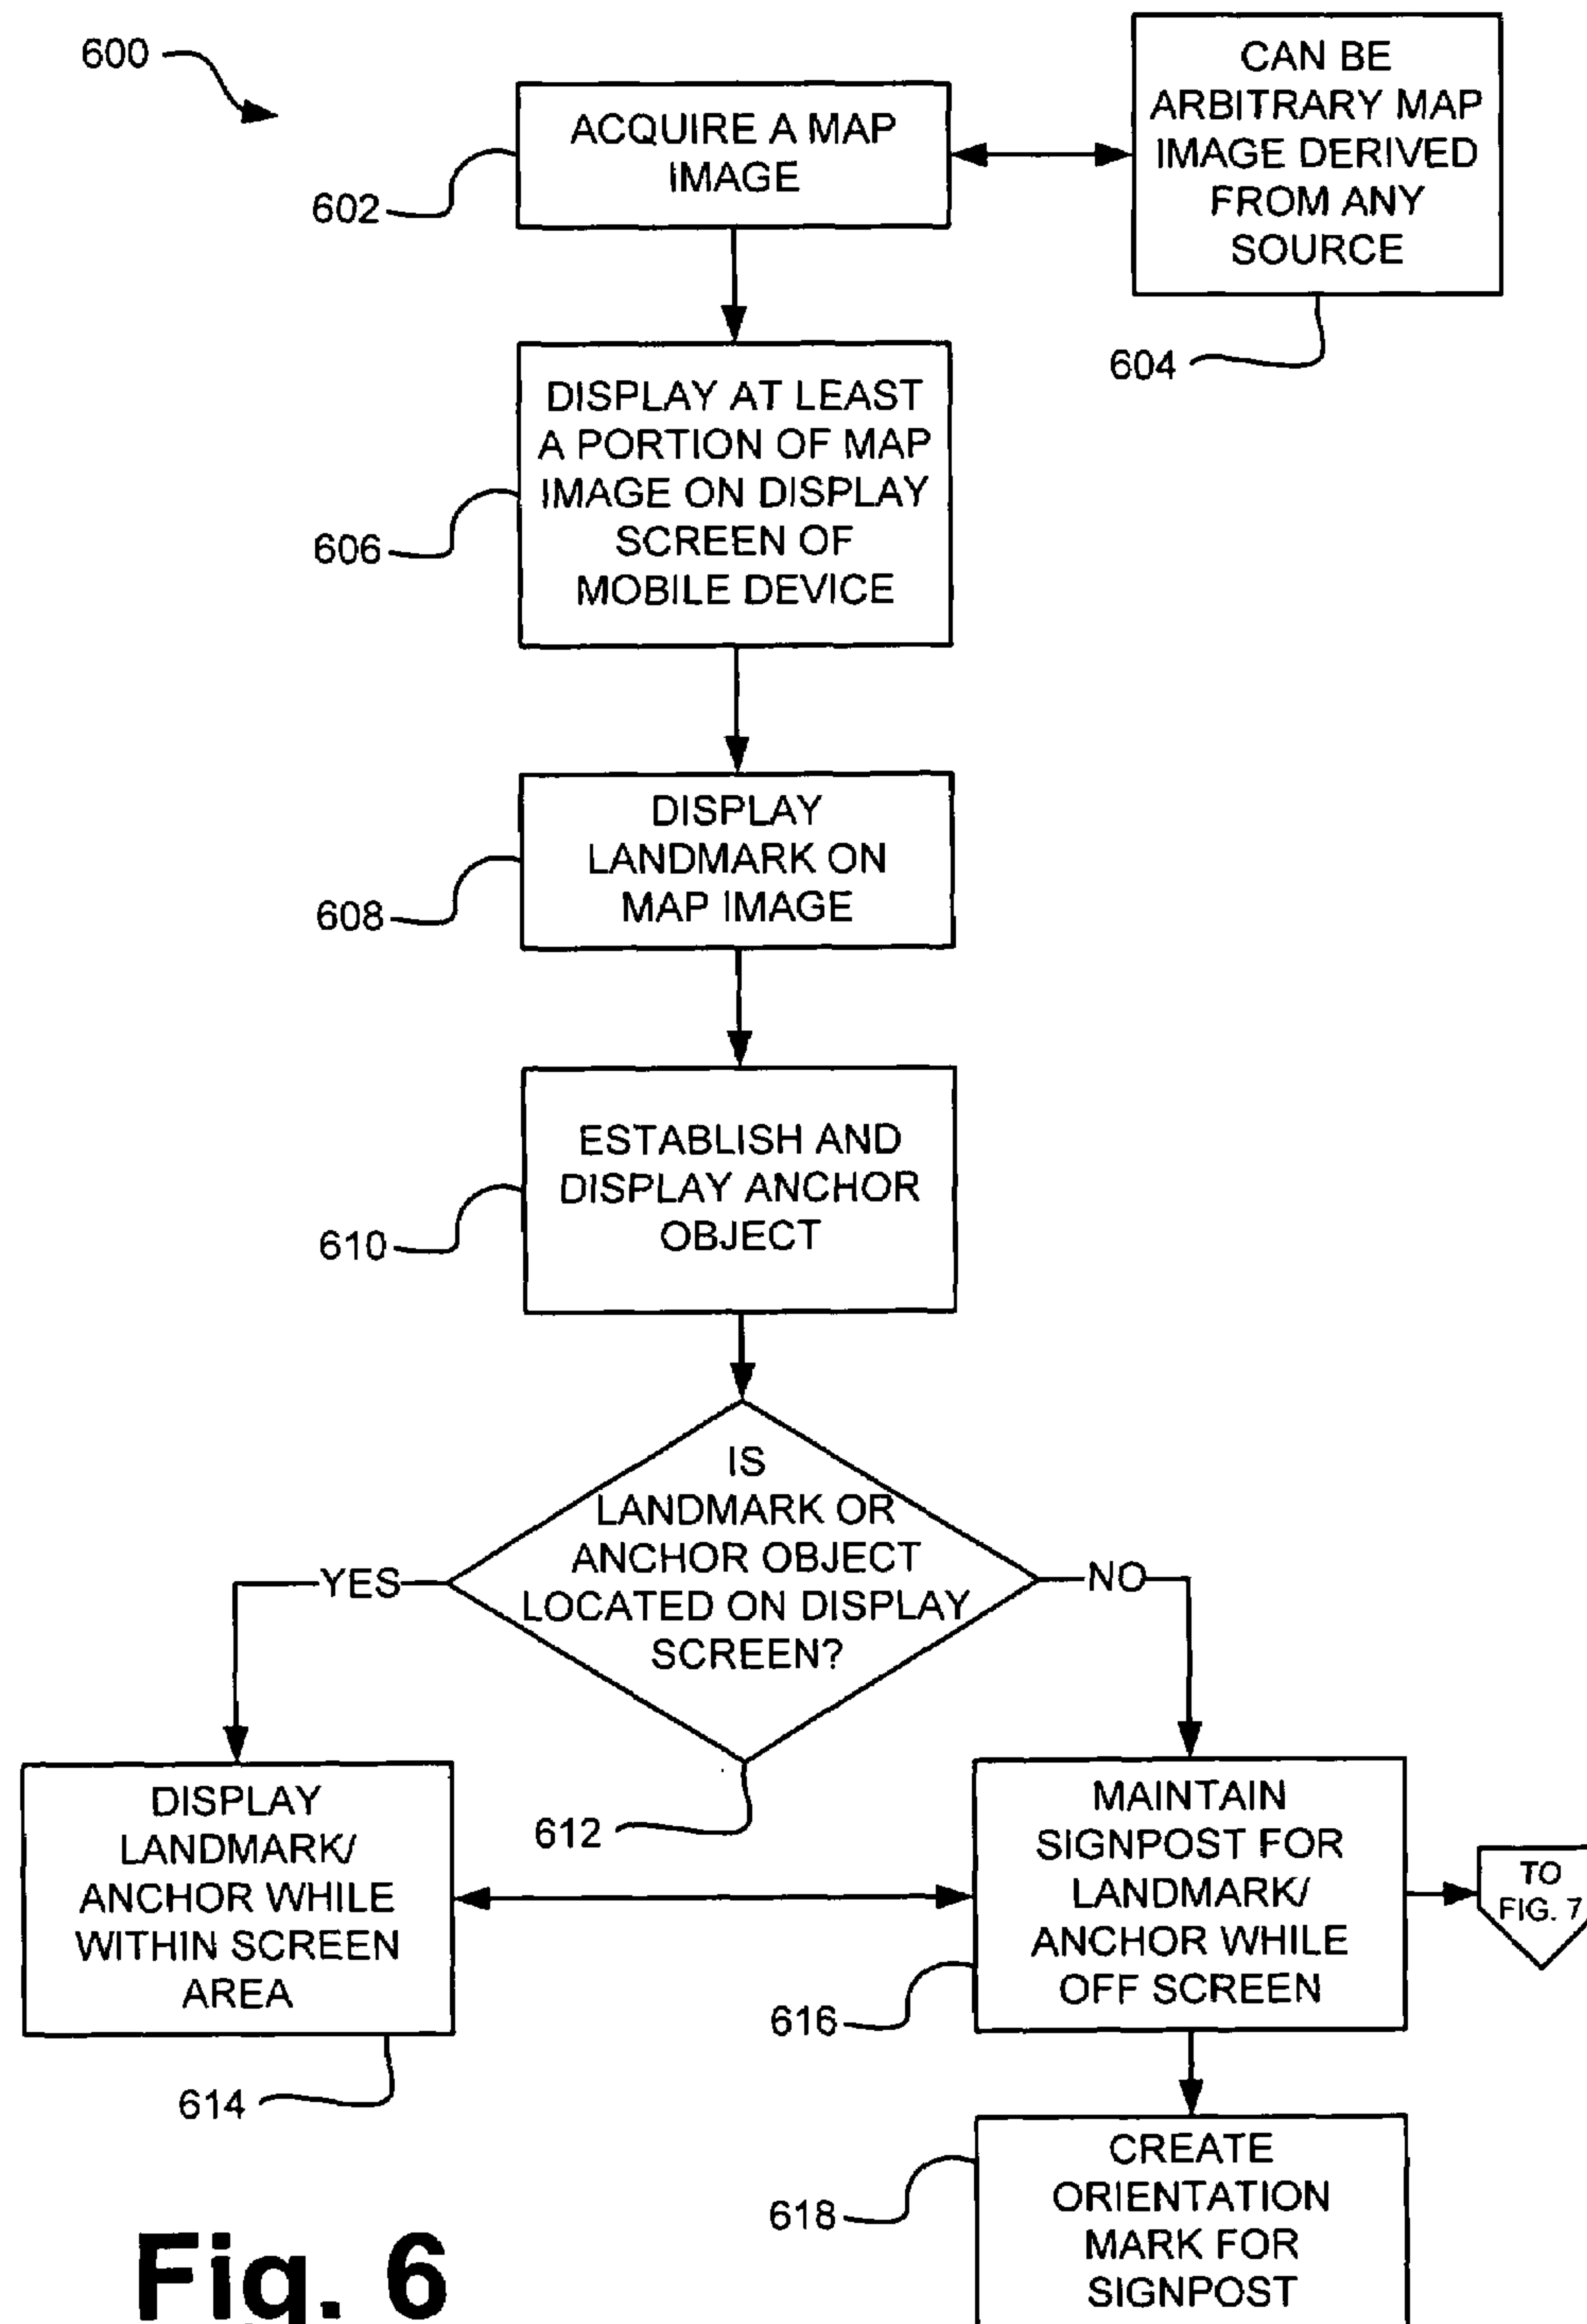 600
ACQUIRE A MAP
IMAGE
602
CAN BE
ARBITRARY MAP
IMAGE DERIVED
FROM ANY
SOURCE
604
DISPLAY AT LEAST
A PORTION OF MAP
IMAGE ON DISPLAY
SCREEN OF
MOBILE DEVICE
606
DISPLAY
LANDMARK ON
MAP IMAGE
608
ESTABLISH AND
DISPLAY ANCHOR
OBJECT
610
IS
LANDMARK OR
ANCHOR OBJECT
LOCATED ON DISPLAY
SCREEN?
612
YES
NO
DISPLAY
LANDMARK/
ANCHOR WHILE
WITHIN SCREEN
AREA
614
MAINTAIN
SIGNPOST FOR
LANDMARK/
ANCHOR WHILE
OFF SCREEN
616
TO
FIG. 7
CREATE
ORIENTATION
MARK FOR
SIGNPOST
618
Fig. 6